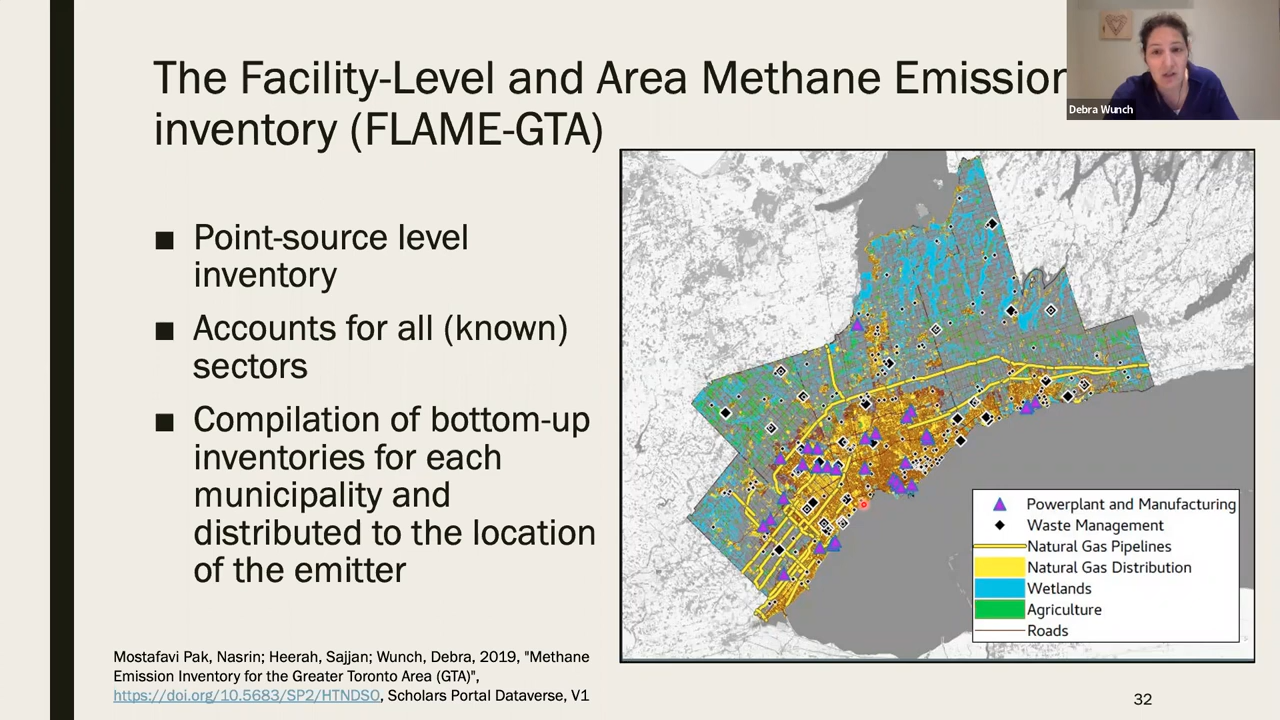 The Facility-Level and Area Methane Emission
inventory (FLAME-GTA)
Debra Wunch
■ Point-source level
inventory
■ Accounts for all (known)
sectors
■ Compilation of bottom-up
inventories for each
municipality and
distributed to the location
of the emitter
Powerplant and Manufacturing
Waste Management
Natural Gas Pipelines
Natural Gas Distribution
Wetlands
Agriculture
Roads
Mostafavi Pak, Nasrin; Heerah, Sajjan; Wunch, Debra, 2019, "Methane
Emission Inventory for the Greater Toronto Area (GTA)",
https://doi.org/10.5683/SP2/HTNDSO, Scholars Portal Dataverse, V1
32